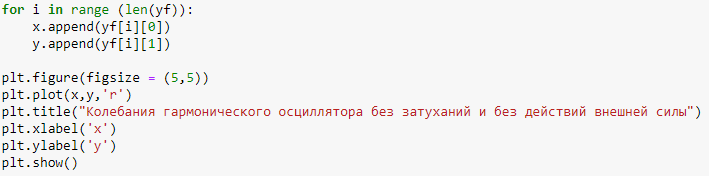 for i in range (len(yf)):
    x.append(yf[i][0])
    y.append(yf[i][1])

plt.figure(figsize = (5,5))
plt.plot(x,y,'r')
plt.title("Колебания гармонического осциллятора без затуханий и без действий внешней силы")
plt.xlabel('x')
plt.ylabel('y')
plt.show()